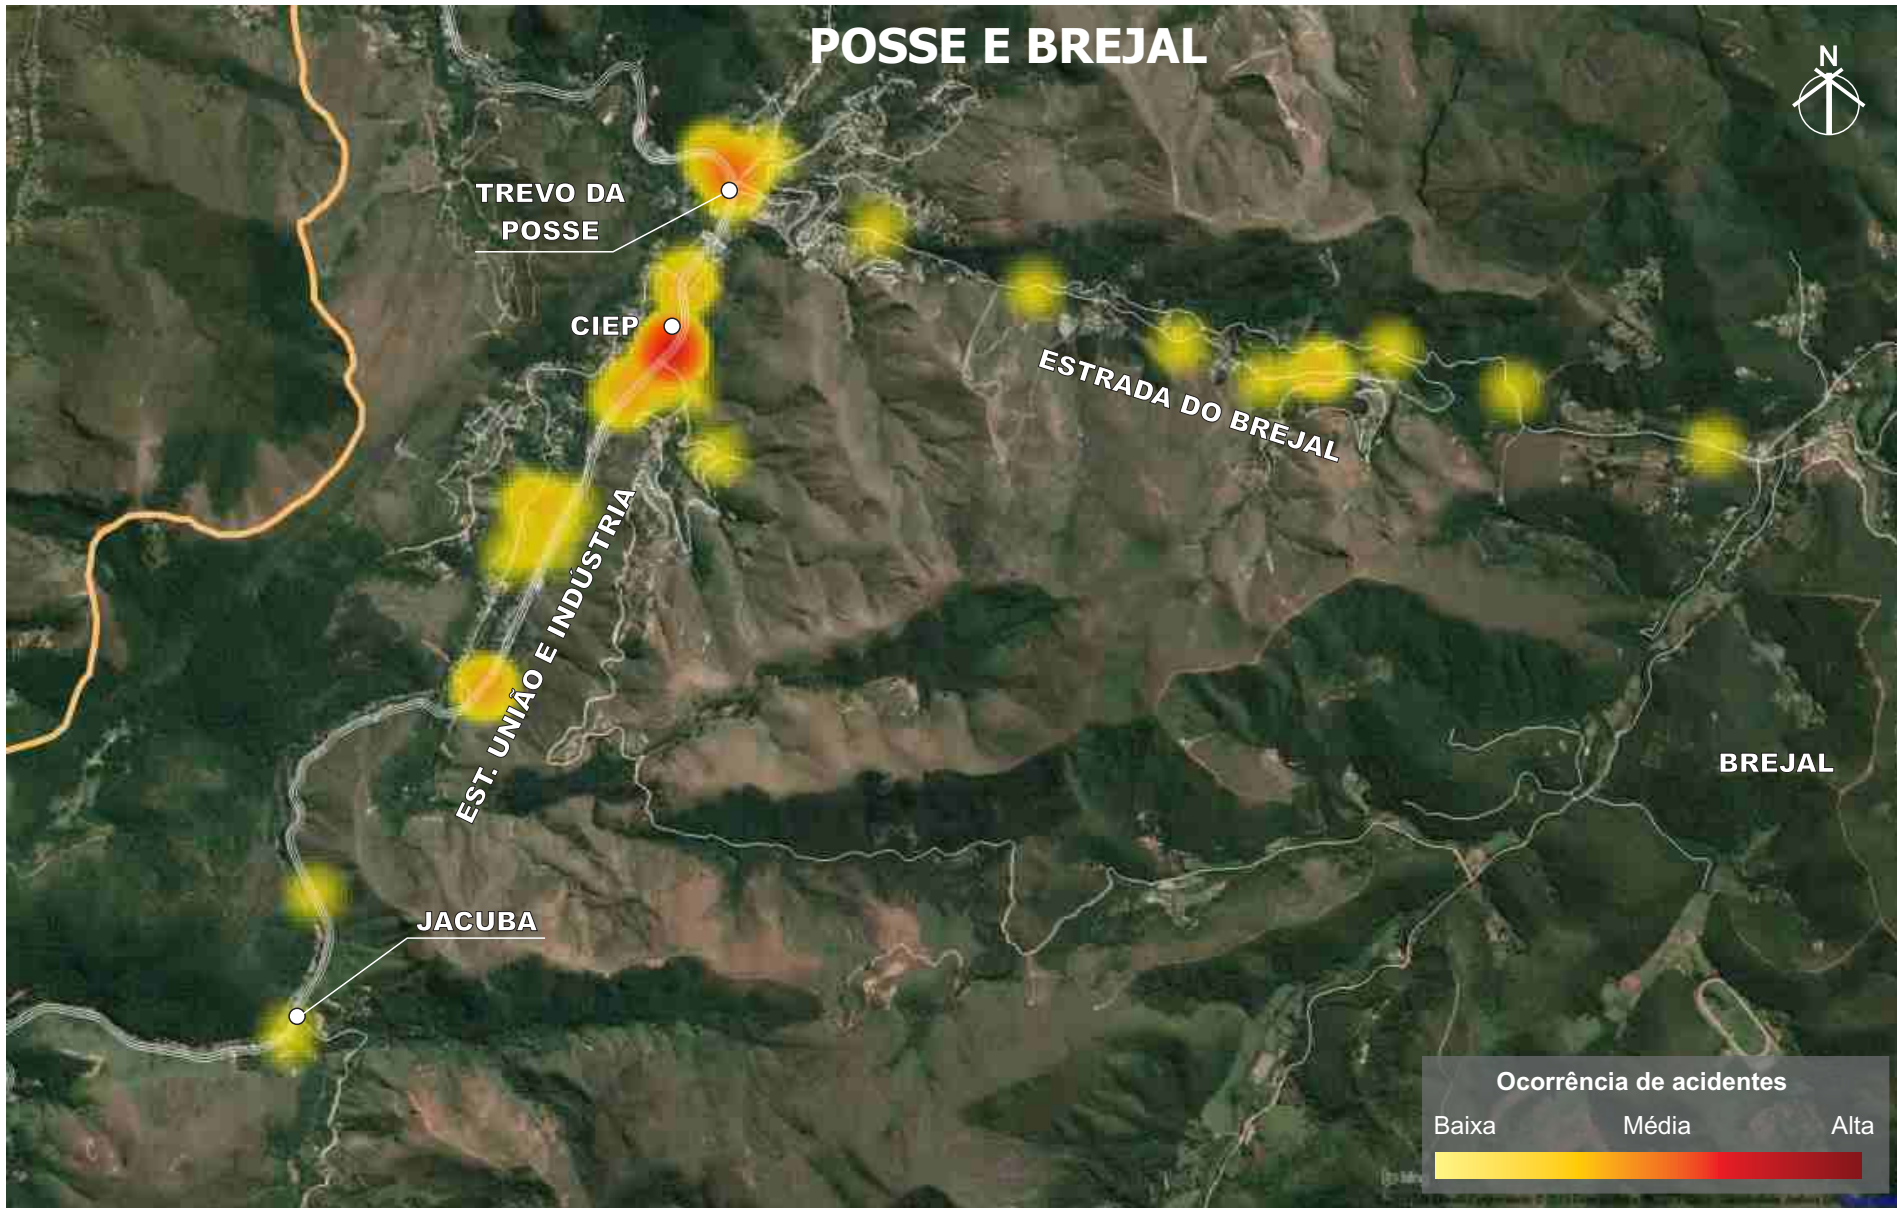 POSSE E BREJAL
N
TREVO DA
POSSE
CIEP
ESTRADA DO BREJAL
EST. UNIÃO E INDÚSTRIA
BREJAL
JACUBA
Ocorrência de acidentes
Baixa Média Alta